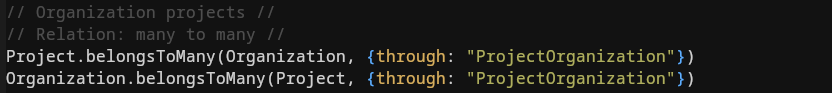 // Organization projects //
// Relation: many to many //
Project.belongsToMany(Organization, {through: "ProjectOrganization"})
Organization.belongsToMany(Project, {through: "ProjectOrganization"})